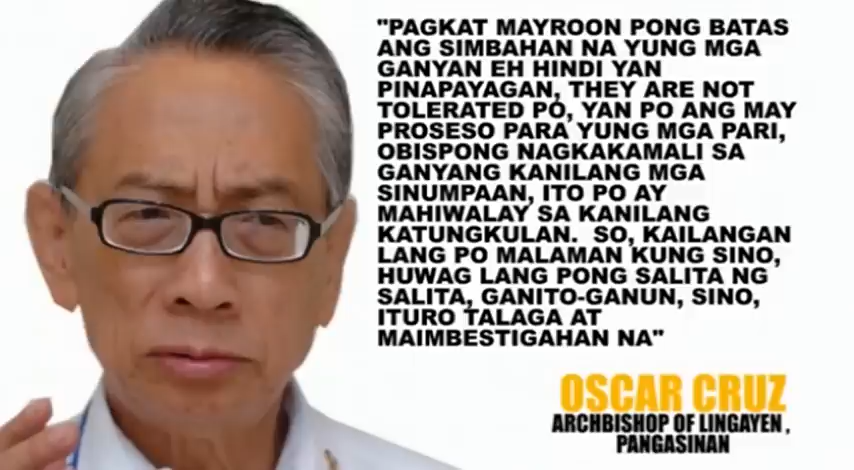 "PAGKAT MAYROON PONG BATAS
ANG SIMBAHAN NA YUNG MGA
GANYAN EH HINDI YAN
PINAPAYAGAN, THEY ARE NOT
TOLERATED PO, YAN PO ANG MAY
PROSESO PARA YUNG MGA PARI,
OBISPONG NAGKAKAMALI SA
GANYANG KANILANG MGA
SINUMPAAN, ITO PO AY
MAHIWALAY SA KANILANG
KATUNGKULAN. SO, KAILANGAN
LANG PO MALAMAN KUNG SINO,
HUWAG LANG PONG SALITA NG
SALITA, GANITO-GANUN, SINO,
ITURO TALAGA AT
MAIMBESTIGAHAN NA"
OSCAR CRUZ
ARCHBISHOP OF LINGAYEN,
PANGASINAN